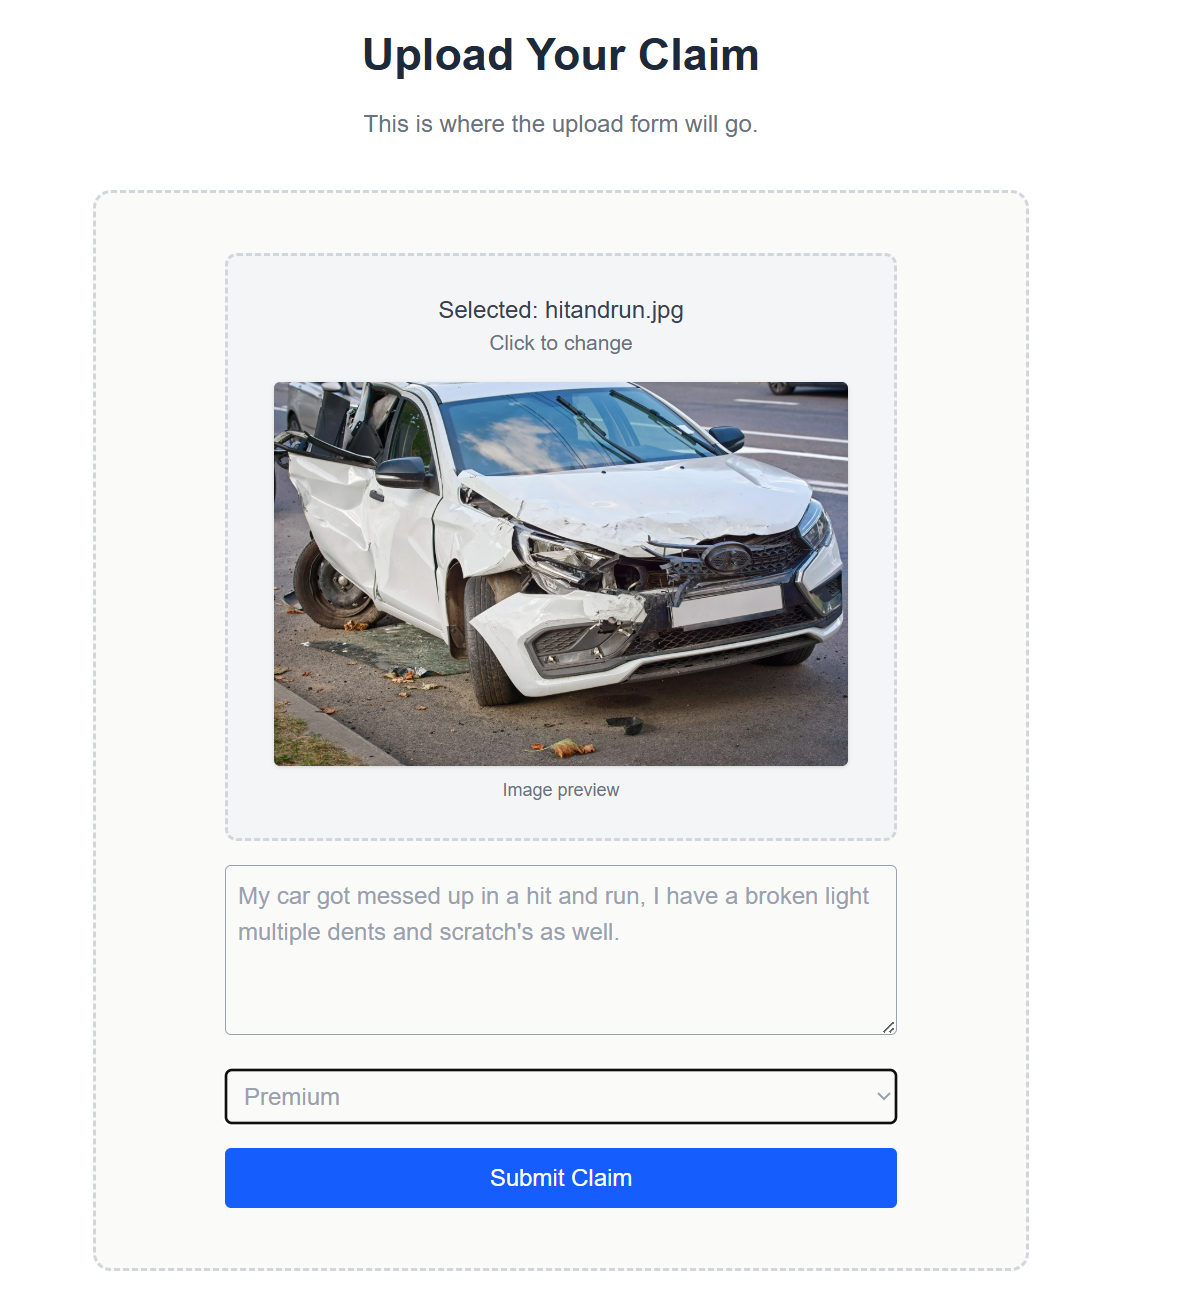 Upload Your Claim
This is where the upload form will go.
Selected: hitandrun.jpg
Click to change
Image preview
My car got messed up in a hit and run, I have a broken light
multiple dents and scratch's as well.
Premium
Submit Claim